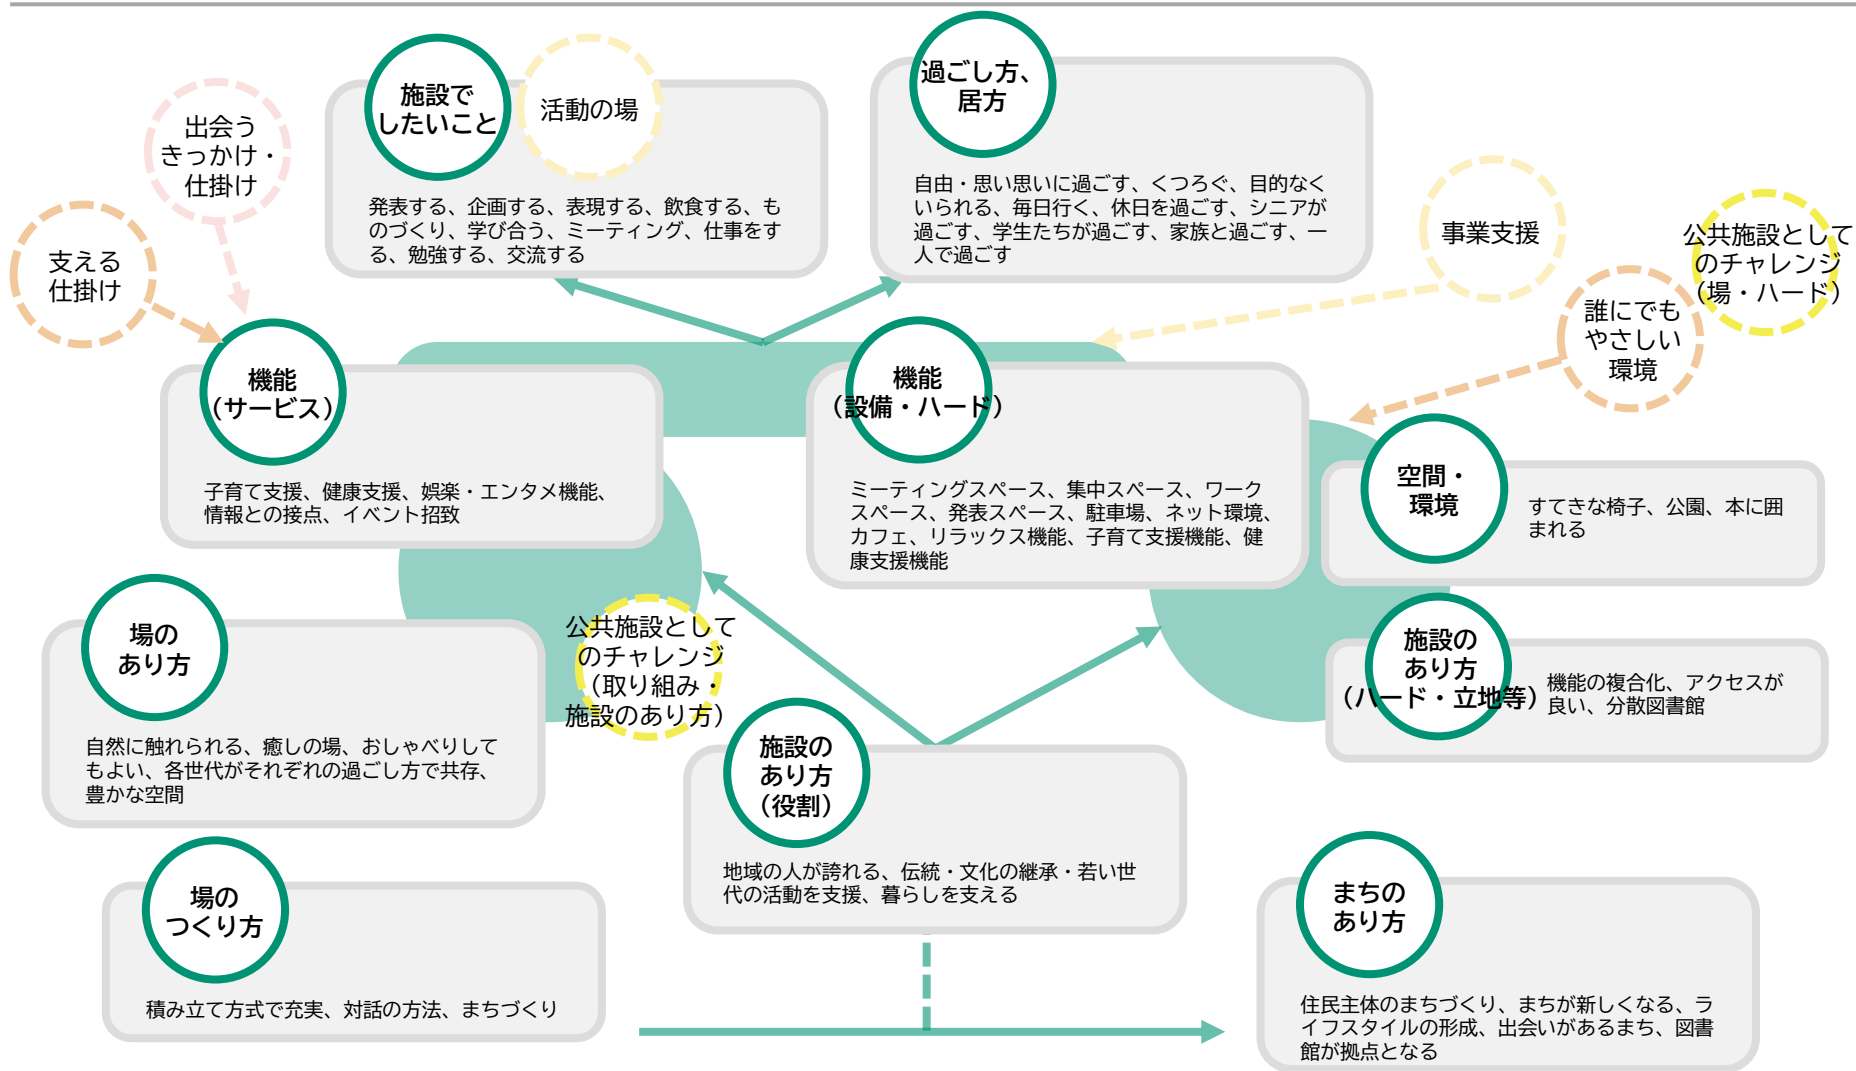 施設で
したいこと
活動の場
発表する、企画する、表現する、飲食する、も
のづくり、学び合う、ミーティング、仕事をす
る、勉強する、交流する
過ごし方、
居方
自由・思い思いに過ごす、くつろぐ、目的なく
いられる、毎日行く、休日を過ごす、シニアが
過ごす、学生たちが過ごす、家族と過ごす、一
人で過ごす
出会う
きっかけ・
仕掛け
支える
仕掛け
事業支援
公共施設として
のチャレンジ
（場・ハード）
誰にでも
やさしい
環境
機能
（サービス）
子育て支援、健康支援、娯楽・エンタメ機能、
情報との接点、イベント招致
機能
（設備・ハード）
ミーティングスペース、集中スペース、ワーク
スペース、発表スペース、駐車場、ネット環境、
カフェ、リラックス機能、子育て支援機能、健
康支援機能
空間・
環境
すてきな椅子、公園、本に囲
まれる
場の
あり方
自然に触れられる、癒しの場、おしゃべりして
もよい、各世代がそれぞれの過ごし方で共存、
豊かな空間
公共施設として
のチャレンジ
（取り組み・
施設のあり方）
施設の
あり方
（ハード・立地等）
機能の複合化、アクセスが
良い、分散図書館
施設の
あり方
（役割）
地域の人が誇れる、伝統・文化の継承・若い世
代の活動を支援、暮らしを支える
場の
つくり方
積み立て方式で充実、対話の方法、まちづくり
まちの
あり方
住民主体のまちづくり、まちが新しくなる、ラ
イフスタイルの形成、出会いがあるまち、図書
館が拠点となる